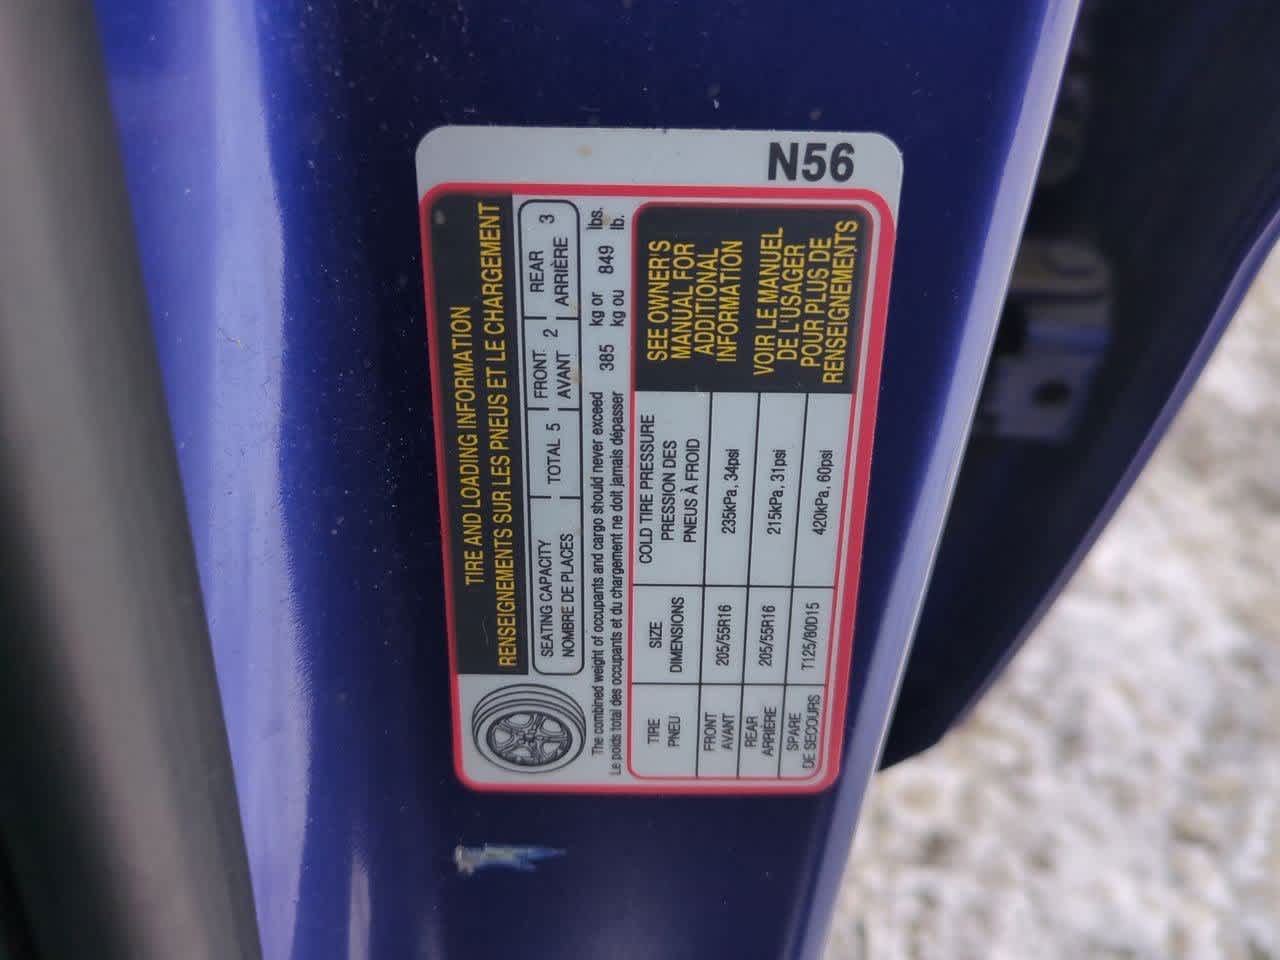 N56
TIRE AND LOADING INFORMATION
RENSEIGNEMENTS SUR LES PNEUS ET LE CHARGEMENT
SEATING CAPACITY
NOMBRE DE PLACES
TOTAL 5
FRONT
AVANT
2
REAR
ARRIÈRE
3
The combined weight of occupants and cargo should never exceed 385 kg or 849 lbs.
Le poids total des occupants et du chargement ne doit jamais dépasser kg ou lb.
TIRE
PNEU
SIZE
DIMENSIONS
COLD TIRE PRESSURE
PRESSION DES
PNEUS À FROID
FRONT
AVANT
205/55R16
235kPa, 34psi
REAR
ARRIÈRE
205/55R16
215kPa, 31psi
SPARE
DE SECOURS
T125/80D15
420kPa, 60psi
SEE OWNER'S
MANUAL FOR
ADDITIONAL
INFORMATION
VOIR LE MANUEL
DE L'USAGER
POUR PLUS DE
RENSEIGNEMENTS